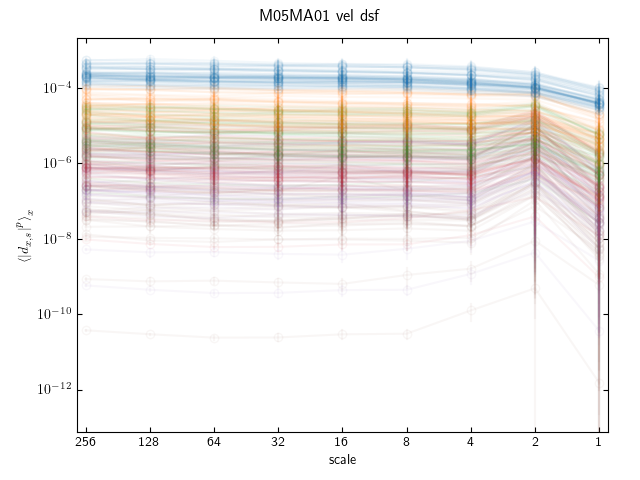 M05MA01 vel dsf
⟨|d_{x,s}|^p⟩_x
10^{-4}
10^{-6}
10^{-8}
10^{-10}
10^{-12}
256 128 64 32 16 8 4 2 1
scale